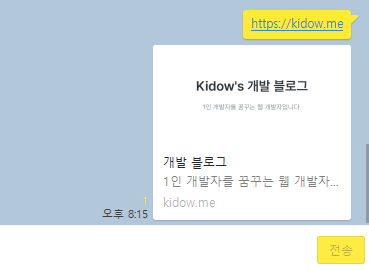 https://kidow.me
Kidow's 개발 블로그
1인 개발자를 꿈꾸는 웹 개발자입니다.
개발 블로그
1인 개발자를 꿈꾸는 웹 개발자...
kidow.me
1
오후 8:15
전송